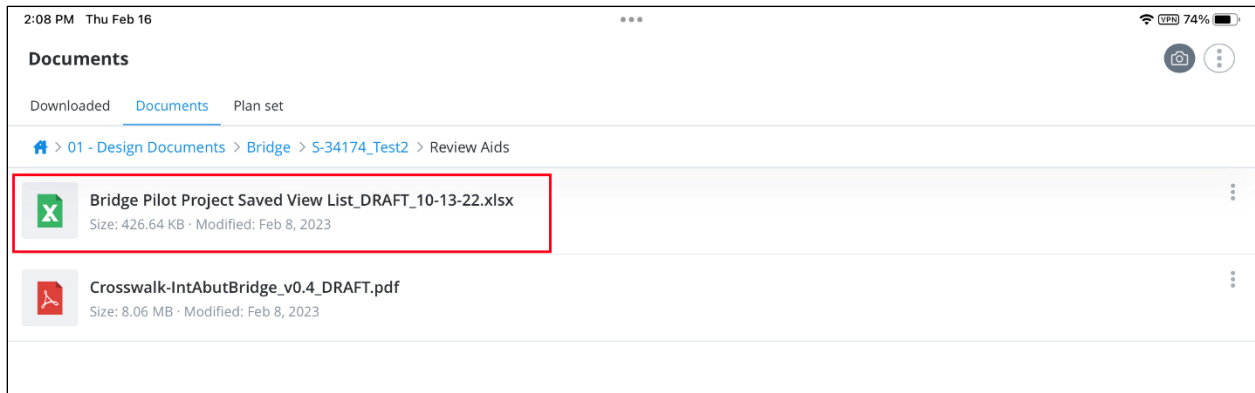 2:08 PM Thu Feb 16
VPN 74%
Documents
Downloaded Documents Plan set
> 01 - Design Documents > Bridge > S-34174_Test2 > Review Aids
Bridge Pilot Project Saved View List_DRAFT_10-13-22.xlsx
Size: 426.64 KB · Modified: Feb 8, 2023
Crosswalk-IntAbutBridge_v0.4_DRAFT.pdf
Size: 8.06 MB · Modified: Feb 8, 2023